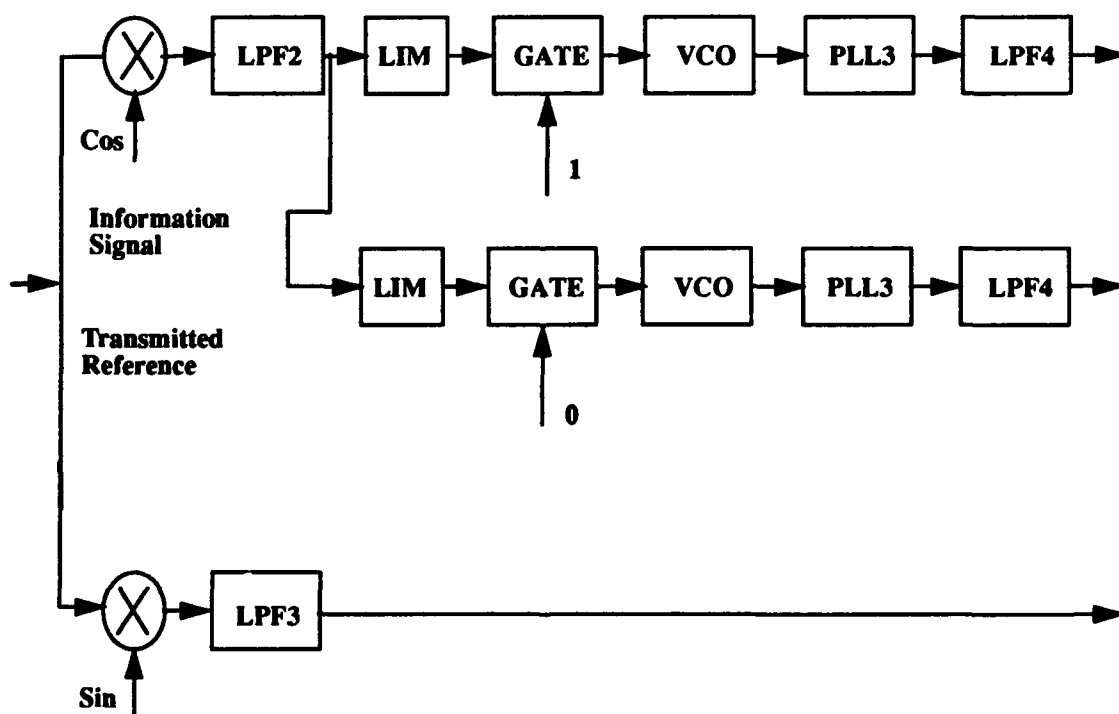 LPF2
LIM
GATE
VCO
PLL3
LPF4
Cos
1
Information
Signal
LIM
GATE
VCO
PLL3
LPF4
Transmitted
Reference
0
LPF3
Sin